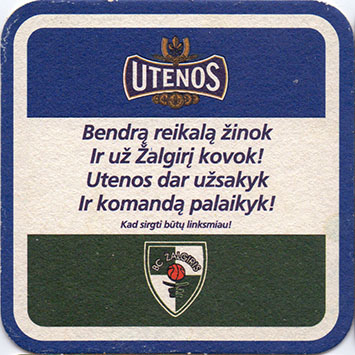 UTENOS
Bendrą reikalą žinok
Ir už Žalgirį kovok!
Utenos dar užsakyk
Ir komandą palaikyk!
Kad sirgti būtų linksmiau!
BC ŽALGIRIS